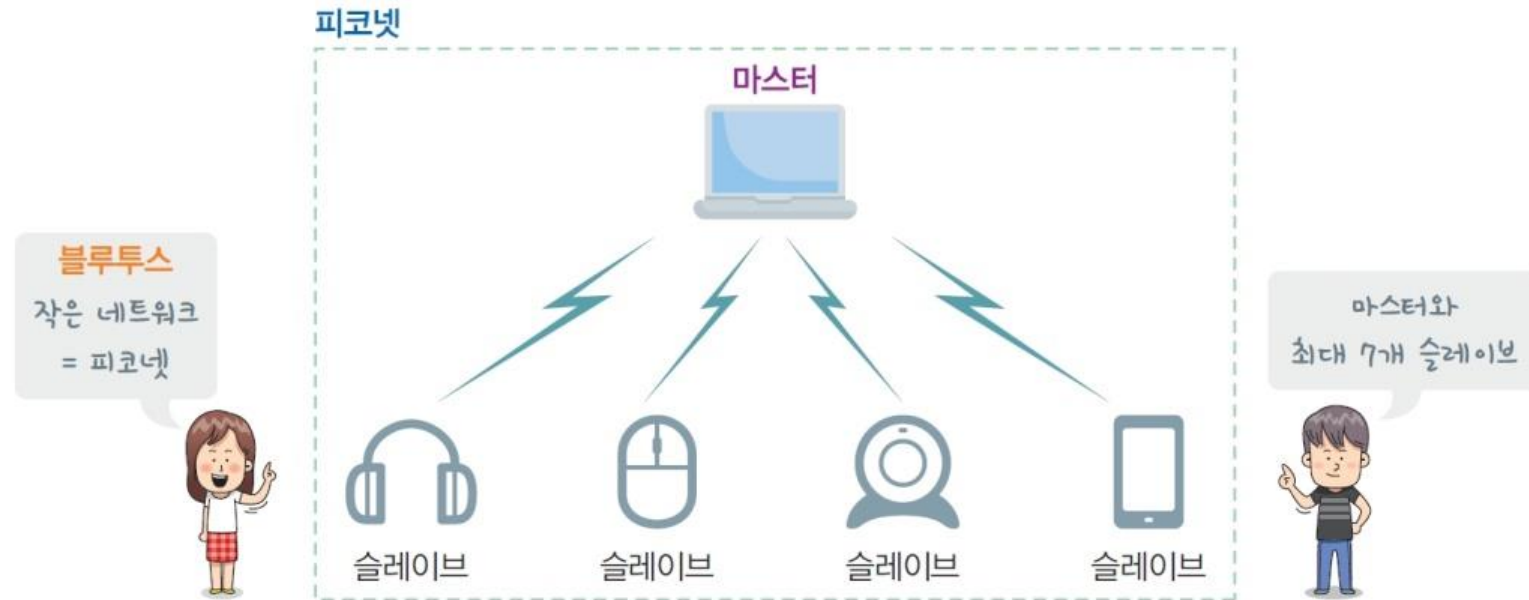 피코넷
마스터
블루투스
작은 네트워크
= 피코넷
마스터와
최대 7개 슬레이브
슬레이브
슬레이브
슬레이브
슬레이브